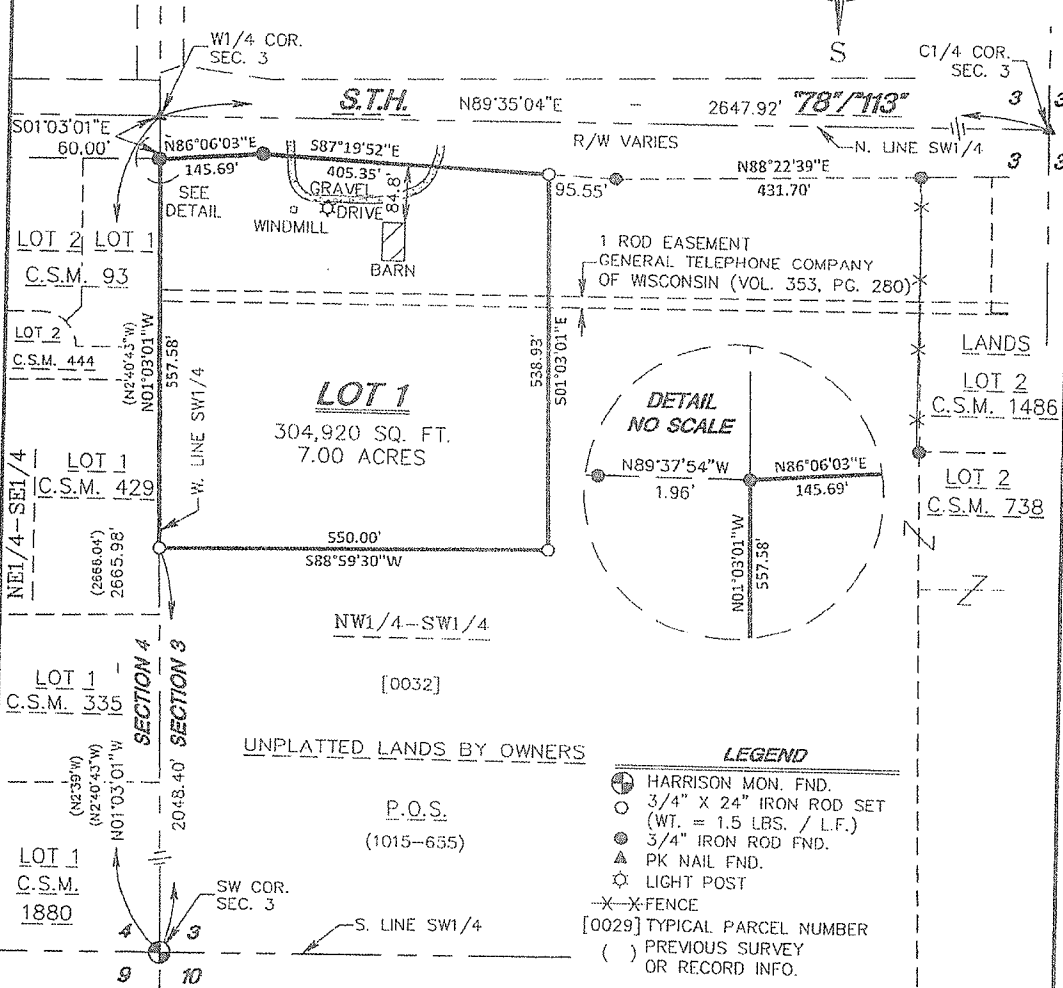 S
W1/4 COR.
SEC. 3
C1/4 COR.
SEC. 3
S.T.H. N89°35'04"E - 2647.92' "78"/"113"
3 3
3 3
R/W VARIES
N. LINE SW1/4
S01°03'01"E
60.00'
N86°06'03"E
145.69'
S87°19'52"E
405.35'
95.55'
N88°22'39"E
431.70'
SEE
DETAIL
GRAVEL
DRIVE
WINDMILL
84.8'
BARN
1 ROD EASEMENT
GENERAL TELEPHONE COMPANY
OF WISCONSIN (VOL. 353, PG. 280)
LOT 2 LOT 1
C.S.M. 93
LOT 2
C.S.M. 444
(N2°40'43"W)
N01°03'01"W
557.58'
W. LINE SW1/4
538.93'
S01°03'01"E
LOT 1
304,920 SQ. FT.
7.00 ACRES
LANDS
LOT 2
C.S.M. 1486
LOT 2
C.S.M. 738
DETAIL
NO SCALE
N89°37'54"W
1.96'
N86°06'03"E
145.69'
N01°03'01"W
557.58'
NE1/4-SE1/4
LOT 1
C.S.M. 429
(2666.04')
2665.98'
550.00'
S88°59'30"W
NW1/4-SW1/4
[0032]
UNPLATTED LANDS BY OWNERS
P.O.S.
(1015-655)
LOT 1
C.S.M. 335
SECTION 4
SECTION 3
(N2°39'W)
(N2°40'43"W)
N01°03'01"W
2048.40'
LOT 1
C.S.M.
1880
SW COR.
SEC. 3
S. LINE SW1/4
4 3
9 10
LEGEND
HARRISON MON. FND.
3/4" X 24" IRON ROD SET
(WT. = 1.5 LBS. / L.F.)
3/4" IRON ROD FND.
PK NAIL FND.
LIGHT POST
X X FENCE
[0029] TYPICAL PARCEL NUMBER
( ) PREVIOUS SURVEY
OR RECORD INFO.